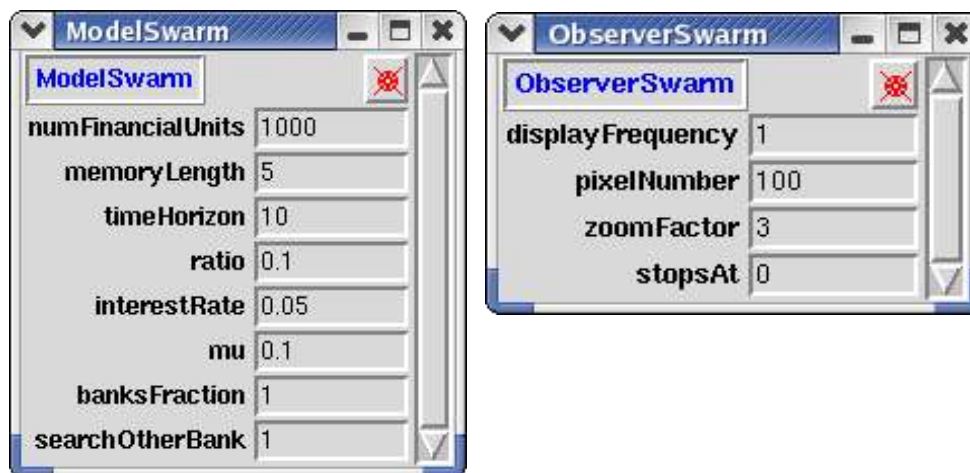 ModelSwarm
ModelSwarm
numFinancialUnits 1000
memoryLength 5
timeHorizon 10
ratio 0.1
interestRate 0.05
mu 0.1
banksFraction 1
searchOtherBank 1
ObserverSwarm
ObserverSwarm
displayFrequency 1
pixelNumber 100
zoomFactor 3
stopsAt 0